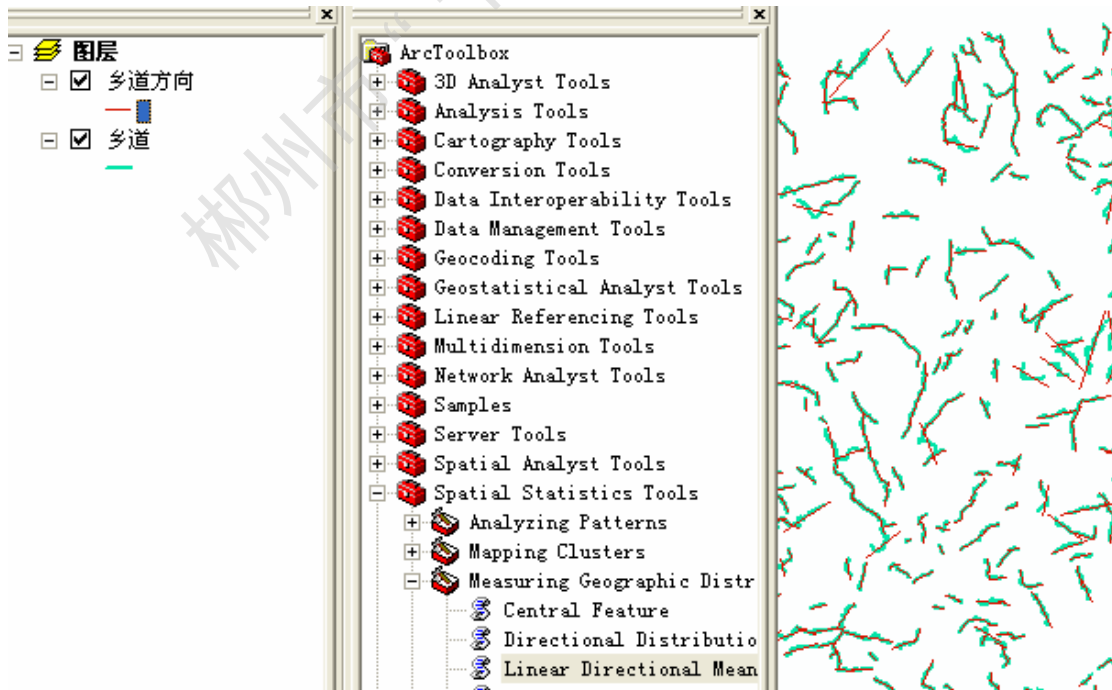 图层
乡道方向
乡道
ArcToolbox
3D Analyst Tools
Analysis Tools
Cartography Tools
Conversion Tools
Data Interoperability Tools
Data Management Tools
Geocoding Tools
Geostatistical Analyst Tools
Linear Referencing Tools
Multidimension Tools
Network Analyst Tools
Samples
Server Tools
Spatial Analyst Tools
Spatial Statistics Tools
Analyzing Patterns
Mapping Clusters
Measuring Geographic Distr
Central Feature
Directional Distributio
Linear Directional Mean
郴州市